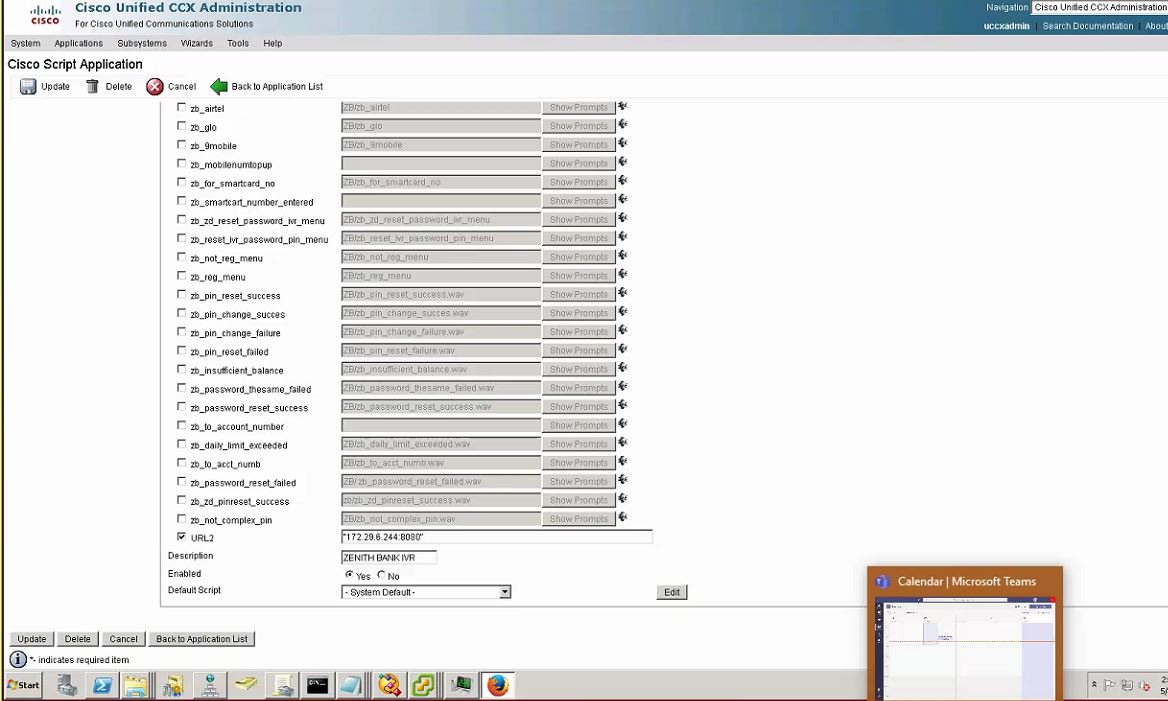 Cisco Unified CCX Administration
Navigation Cisco Unified CCX Administration
CISCO For Cisco Unified Communications Solutions
uccxadmin | Search Documentation | Abou
System Applications Subsystems Wizards Tools Help
Cisco Script Application
Update Delete Cancel Back to Application List
zb_airtel ZB/zb_airtel Show Prompts
zb_glo ZB/zb_glo Show Prompts
zb_9mobile ZB/zb_9mobile Show Prompts
zb_mobilenumtopup Show Prompts
zb_for_smartcard_no ZB/zb_for_smartcard_no Show Prompts
zb_smartcart_number_entered Show Prompts
zb_zd_reset_password_ivr_menu ZB/zb_zd_reset_password_ivr_menu Show Prompts
zb_reset_ivr_password_pin_menu ZB/zb_reset_ivr_password_pin_menu Show Prompts
zb_not_reg_menu ZB/zb_not_reg_menu Show Prompts
zb_reg_menu ZB/zb_reg_menu Show Prompts
zb_pin_reset_success ZB/zb_pin_reset_success.wav Show Prompts
zb_pin_change_succes ZB/zb_pin_change_succes.wav Show Prompts
zb_pin_change_failure ZB/zb_pin_change_failure.wav Show Prompts
zb_pin_reset_failed ZB/zb_pin_reset_failure.wav Show Prompts
zb_insufficient_balance ZB/zb_insufficient_balance.wav Show Prompts
zb_password_thesame_failed ZB/zb_password_thesame_failed.wav Show Prompts
zb_password_reset_success ZB/zb_password_reset_success.wav Show Prompts
zb_to_account_number Show Prompts
zb_daily_limit_exceeded ZB/zb_daily_limit_exceeded.wav Show Prompts
zb_to_acct_numb ZB/zb_to_acct_numb.wav Show Prompts
zb_password_reset_failed ZB/ zb_password_reset_failed.wav Show Prompts
zb_zd_pinreset_success zb/zb_zd_pinreset_success.wav Show Prompts
zb_not_complex_pin ZB/zb_not_complex_pin.wav Show Prompts
URL2 "172.29.6.244:8080"
Description ZENITH BANK IVR
Enabled Yes No
Default Script - System Default - Edit
Calendar | Microsoft Teams
Update Delete Cancel Back to Application List
*- indicates required item
Start